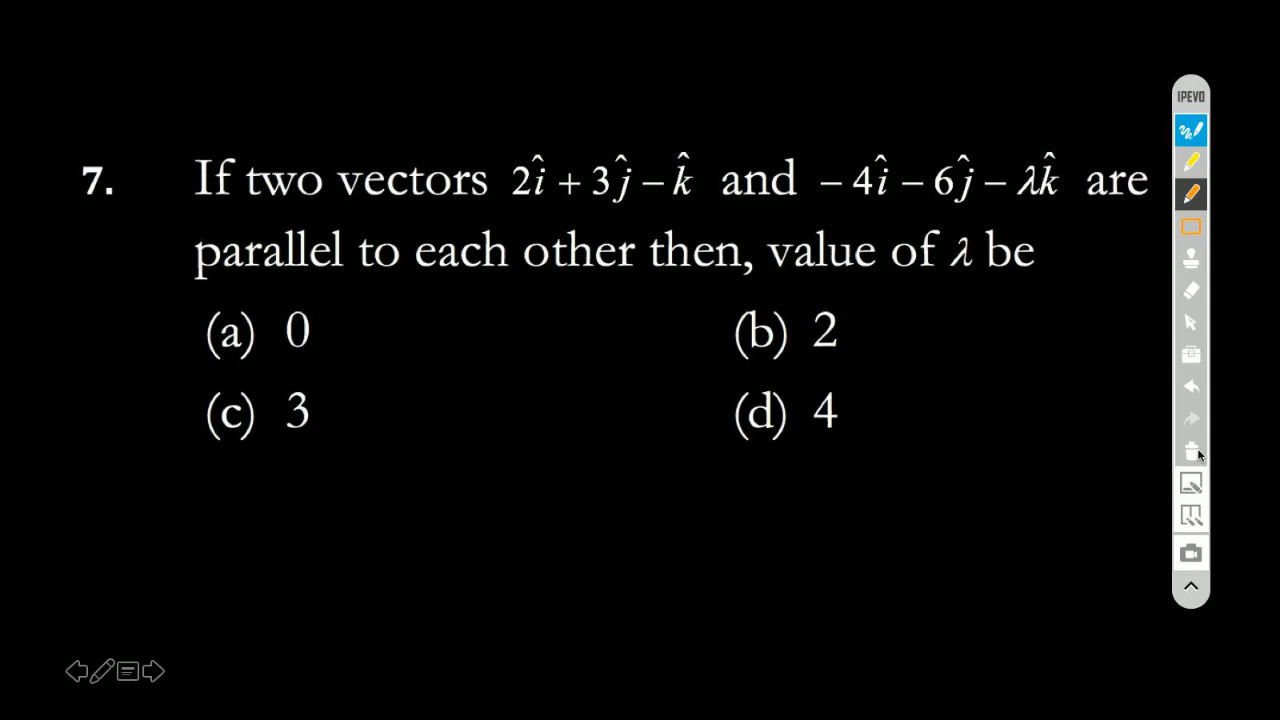 IPEVO
7. If two vectors 2î + 3ĵ − k̂ and − 4î − 6ĵ − λk̂ are
parallel to each other then, value of λ be
(a) 0 (b) 2
(c) 3 (d) 4